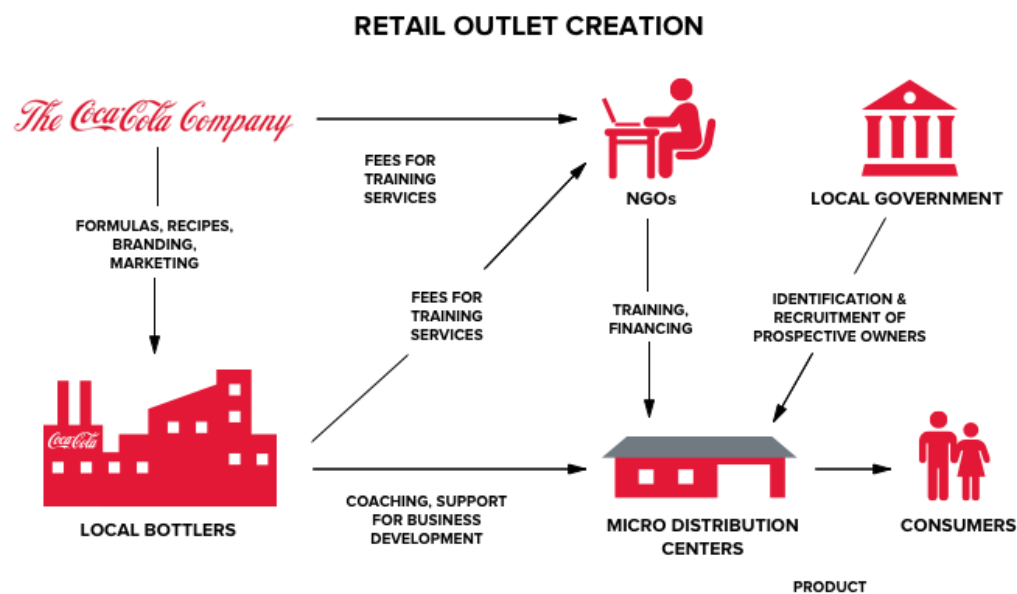 RETAIL OUTLET CREATION
The Coca-Cola Company
FEES FOR
TRAINING
SERVICES
NGOs
LOCAL GOVERNMENT
FORMULAS, RECIPES,
BRANDING,
MARKETING
FEES FOR
TRAINING
SERVICES
TRAINING,
FINANCING
IDENTIFICATION &
RECRUITMENT OF
PROSPECTIVE OWNERS
Coca-Cola
LOCAL BOTTLERS
COACHING, SUPPORT
FOR BUSINESS
DEVELOPMENT
MICRO DISTRIBUTION
CENTERS
CONSUMERS
PRODUCT